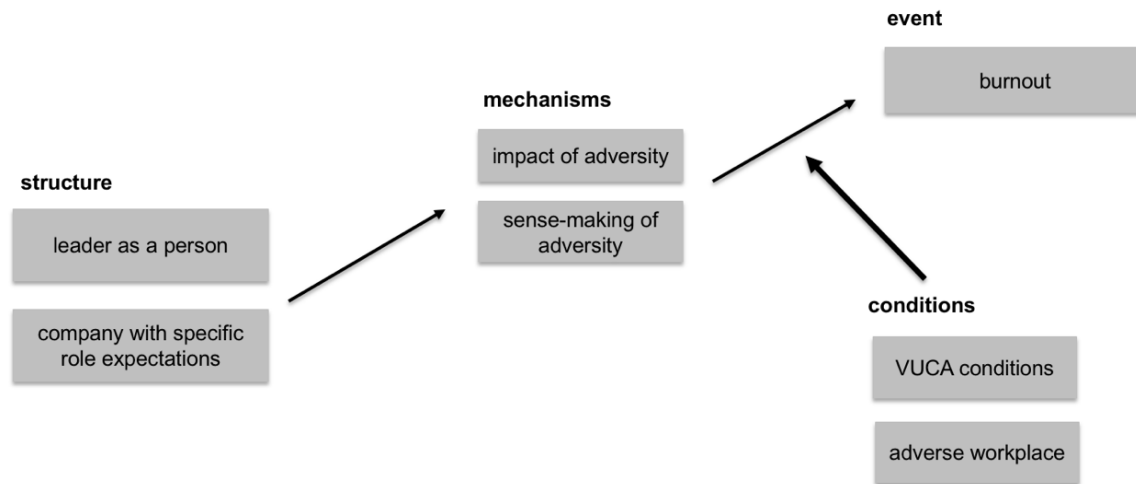 structure
leader as a person
company with specific
role expectations
mechanisms
impact of adversity
sense-making of
adversity
event
burnout
conditions
VUCA conditions
adverse workplace